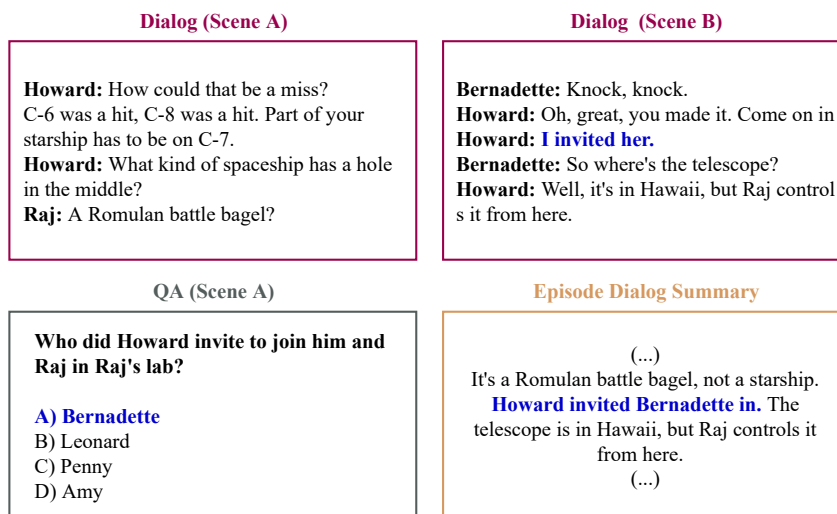 Dialog (Scene A)
Howard: How could that be a miss?
C-6 was a hit, C-8 was a hit. Part of your
starship has to be on C-7.
Howard: What kind of spaceship has a hole
in the middle?
Raj: A Romulan battle bagel?
Dialog (Scene B)
Bernadette: Knock, knock.
Howard: Oh, great, you made it. Come on in
Howard: I invited her.
Bernadette: So where's the telescope?
Howard: Well, it's in Hawaii, but Raj control
s it from here.
QA (Scene A)
Who did Howard invite to join him and
Raj in Raj's lab?
A) Bernadette
B) Leonard
C) Penny
D) Amy
Episode Dialog Summary
(...)
It's a Romulan battle bagel, not a starship.
Howard invited Bernadette in. The
telescope is in Hawaii, but Raj controls it
from here.
(...)